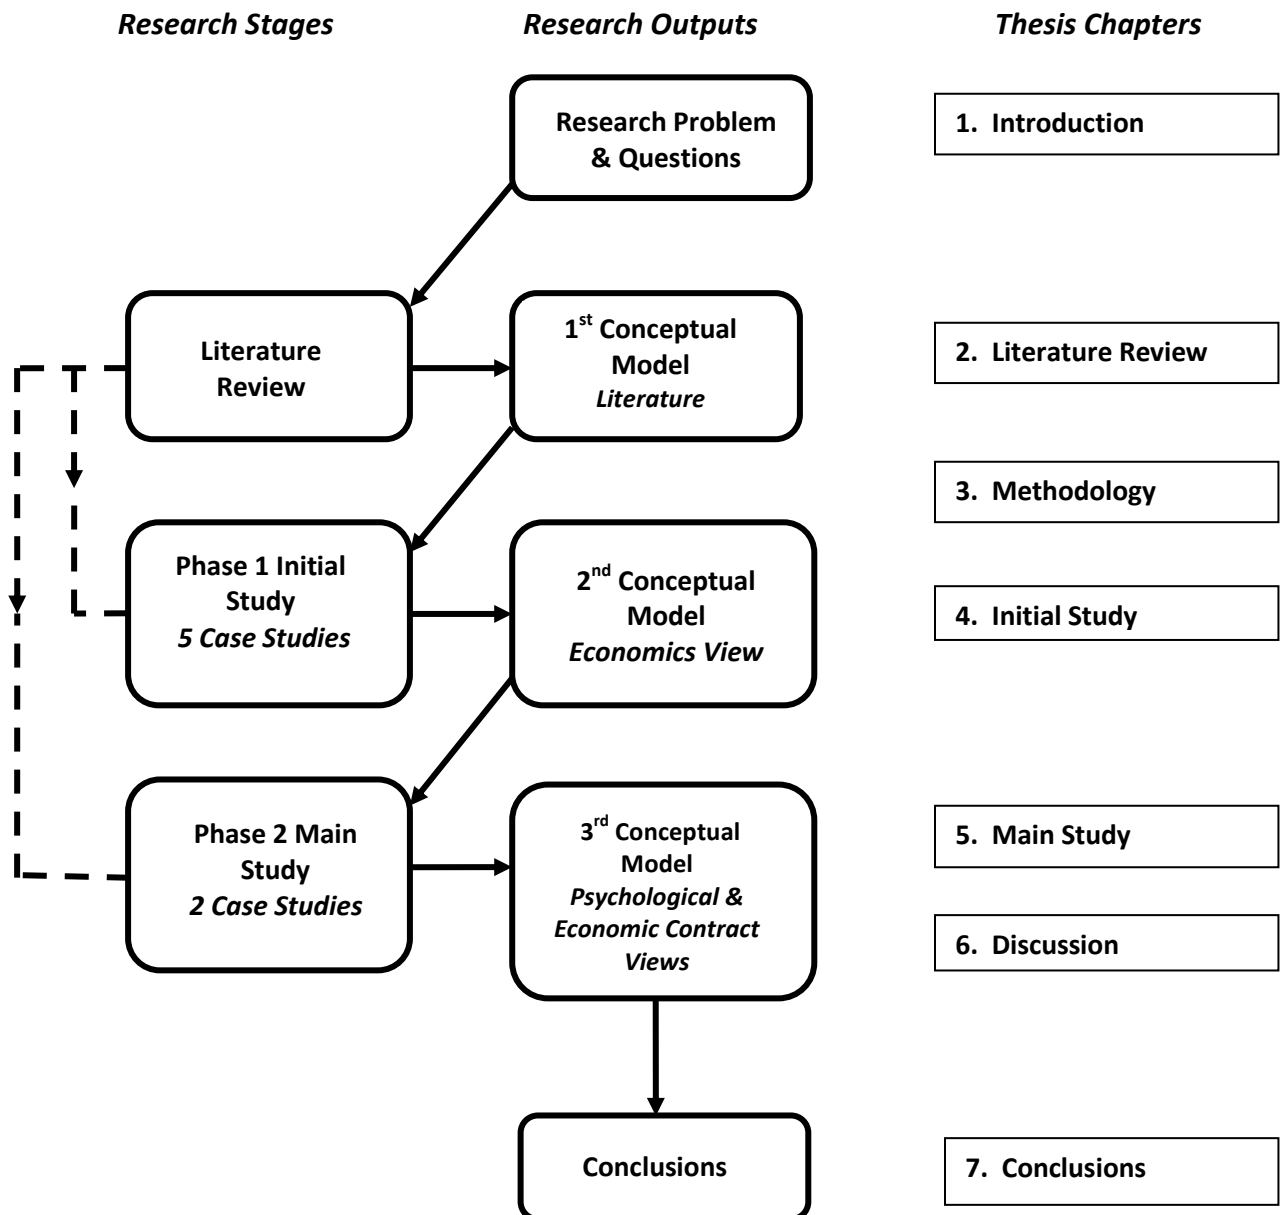 Research Stages
Research Outputs
Thesis Chapters
Research Problem
& Questions
1. Introduction
Literature
Review
1st Conceptual
Model
Literature
2. Literature Review
3. Methodology
Phase 1 Initial
Study
5 Case Studies
2nd Conceptual
Model
Economics View
4. Initial Study
Phase 2 Main
Study
2 Case Studies
3rd Conceptual
Model
Psychological &
Economic Contract
Views
5. Main Study
6. Discussion
Conclusions
7. Conclusions